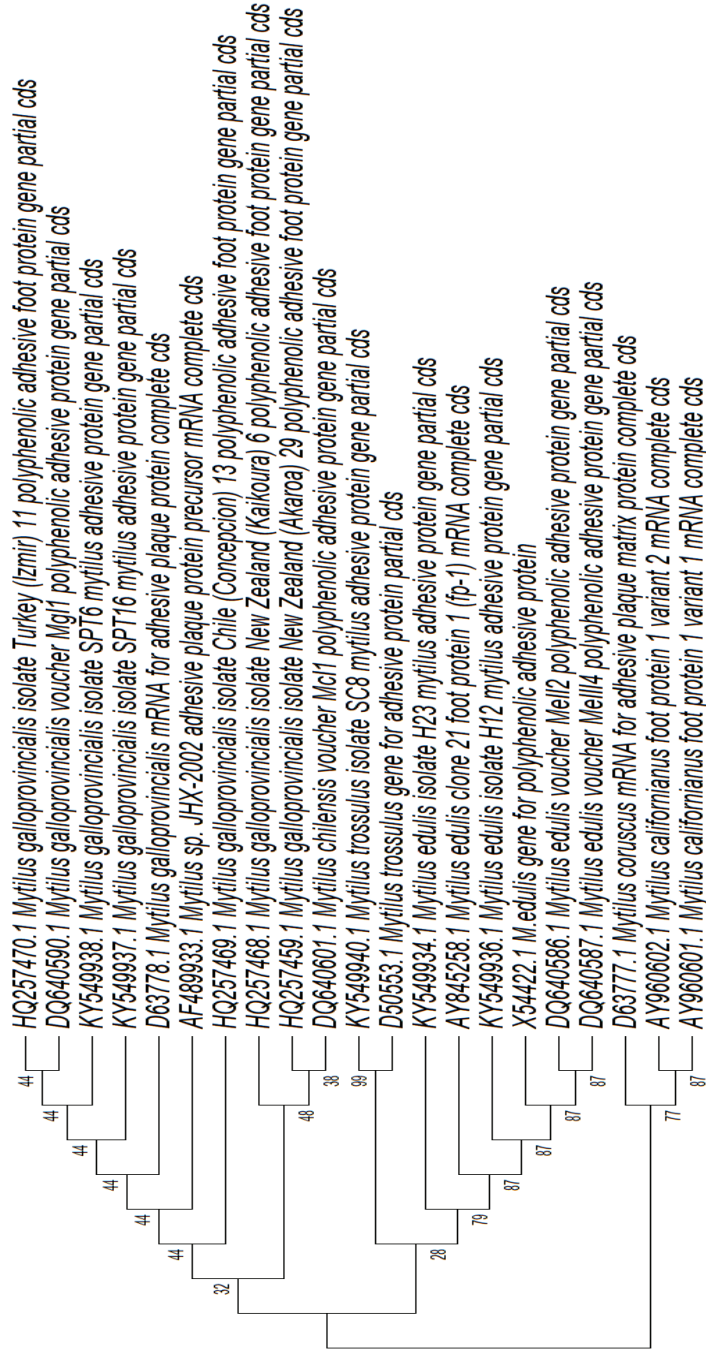 HQ257470.1 Mytilus galloprovincialis isolate Turkey (Izmir) 11 polyphenolic adhesive foot protein gene partial cds
DQ640590.1 Mytilus galloprovincialis voucher Mgl1 polyphenolic adhesive protein gene partial cds
KY549938.1 Mytilus galloprovincialis isolate SPT6 mytilus adhesive protein gene partial cds
KY549937.1 Mytilus galloprovincialis isolate SPT16 mytilus adhesive protein gene partial cds
D63778.1 Mytilus galloprovincialis mRNA for adhesive plaque protein complete cds
AF489933.1 Mytilus sp. JHX-2002 adhesive plaque protein precursor mRNA complete cds
HQ257469.1 Mytilus galloprovincialis isolate Chile (Concepcion) 13 polyphenolic adhesive foot protein gene partial cds
HQ257468.1 Mytilus galloprovincialis isolate New Zealand (Kaikoura) 6 polyphenolic adhesive foot protein gene partial cds
HQ257459.1 Mytilus galloprovincialis isolate New Zealand (Akaroa) 29 polyphenolic adhesive foot protein gene partial cds
DQ640601.1 Mytilus chilensis voucher Mcl1 polyphenolic adhesive protein gene partial cds
KY549940.1 Mytilus trossulus isolate SC8 mytilus adhesive protein gene partial cds
D50553.1 Mytilus trossulus gene for adhesive protein partial cds
KY549934.1 Mytilus edulis isolate H23 mytilus adhesive protein gene partial cds
AY845258.1 Mytilus edulis clone 21 foot protein 1 (fp-1) mRNA complete cds
KY549936.1 Mytilus edulis isolate H12 mytilus adhesive protein gene partial cds
X54422.1 M.edulis gene for polyphenolic adhesive protein
DQ640586.1 Mytilus edulis voucher Mell2 polyphenolic adhesive protein gene partial cds
DQ640587.1 Mytilus edulis voucher Melll4 polyphenolic adhesive protein gene partial cds
D63777.1 Mytilus coruscus mRNA for adhesive plaque matrix protein complete cds
AY960602.1 Mytilus californianus foot protein 1 variant 2 mRNA complete cds
AY960601.1 Mytilus californianus foot protein 1 variant 1 mRNA complete cds
44
44
44
44
44
44
32
38
48
99
28
79
87
87
87
87
77
87